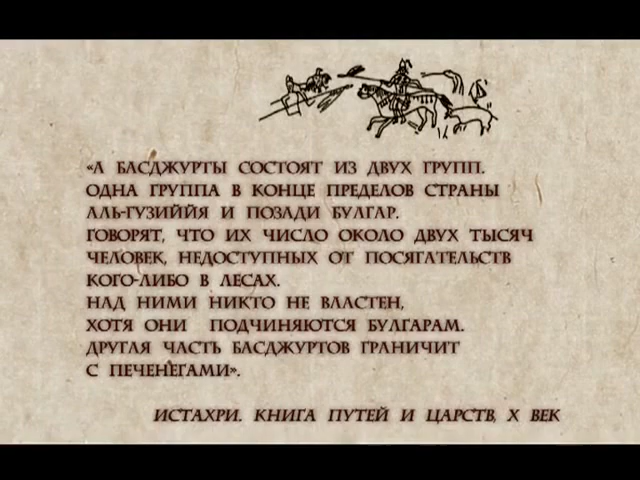 «А БАСДЖУРТЫ СОСТОЯТ ИЗ ДВУХ ГРУПП.
ОДНА ГРУППА В КОНЦЕ ПРЕДЕЛОВ СТРАНЫ
АЛЬ-ГУЗИЙЙЯ И ПОЗАДИ БУЛГАР.
ГОВОРЯТ, ЧТО ИХ ЧИСЛО ОКОЛО ДВУХ ТЫСЯЧ
ЧЕЛОВЕК, НЕДОСТУПНЫХ ОТ ПОСЯГАТЕЛЬСТВ
КОГО-ЛИБО В ЛЕСАХ.
НАД НИМИ НИКТО НЕ ВЛАСТЕН,
ХОТЯ ОНИ ПОДЧИНЯЮТСЯ БУЛГАРАМ.
ДРУГАЯ ЧАСТЬ БАСДЖУРТОВ ГРАНИЧИТ
С ПЕЧЕНЕГАМИ».
ИСТАХРИ. КНИГА ПУТЕЙ И ЦАРСТВ, X ВЕК